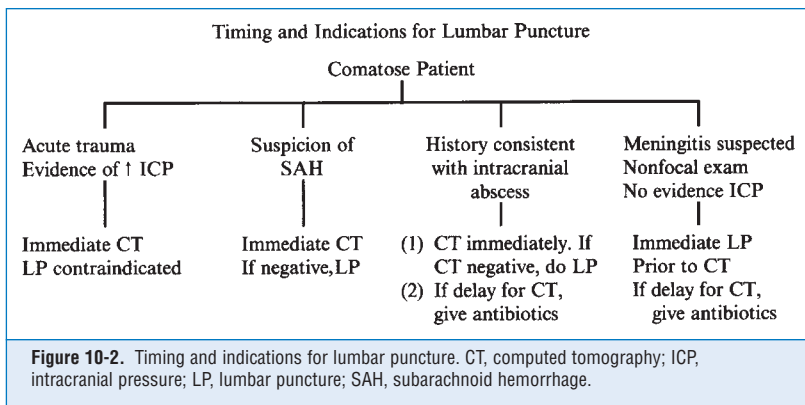 Timing and Indications for Lumbar Puncture
Comatose Patient
Acute trauma
Evidence of ↑ ICP
Immediate CT
LP contraindicated
Suspicion of
SAH
Immediate CT
If negative, LP
History consistent
with intracranial
abscess
(1) CT immediately. If
CT negative, do LP
(2) If delay for CT,
give antibiotics
Meningitis suspected
Nonfocal exam
No evidence ICP
Immediate LP
Prior to CT
If delay for CT,
give antibiotics
Figure 10-2. Timing and indications for lumbar puncture. CT, computed tomography; ICP,
intracranial pressure; LP, lumbar puncture; SAH, subarachnoid hemorrhage.